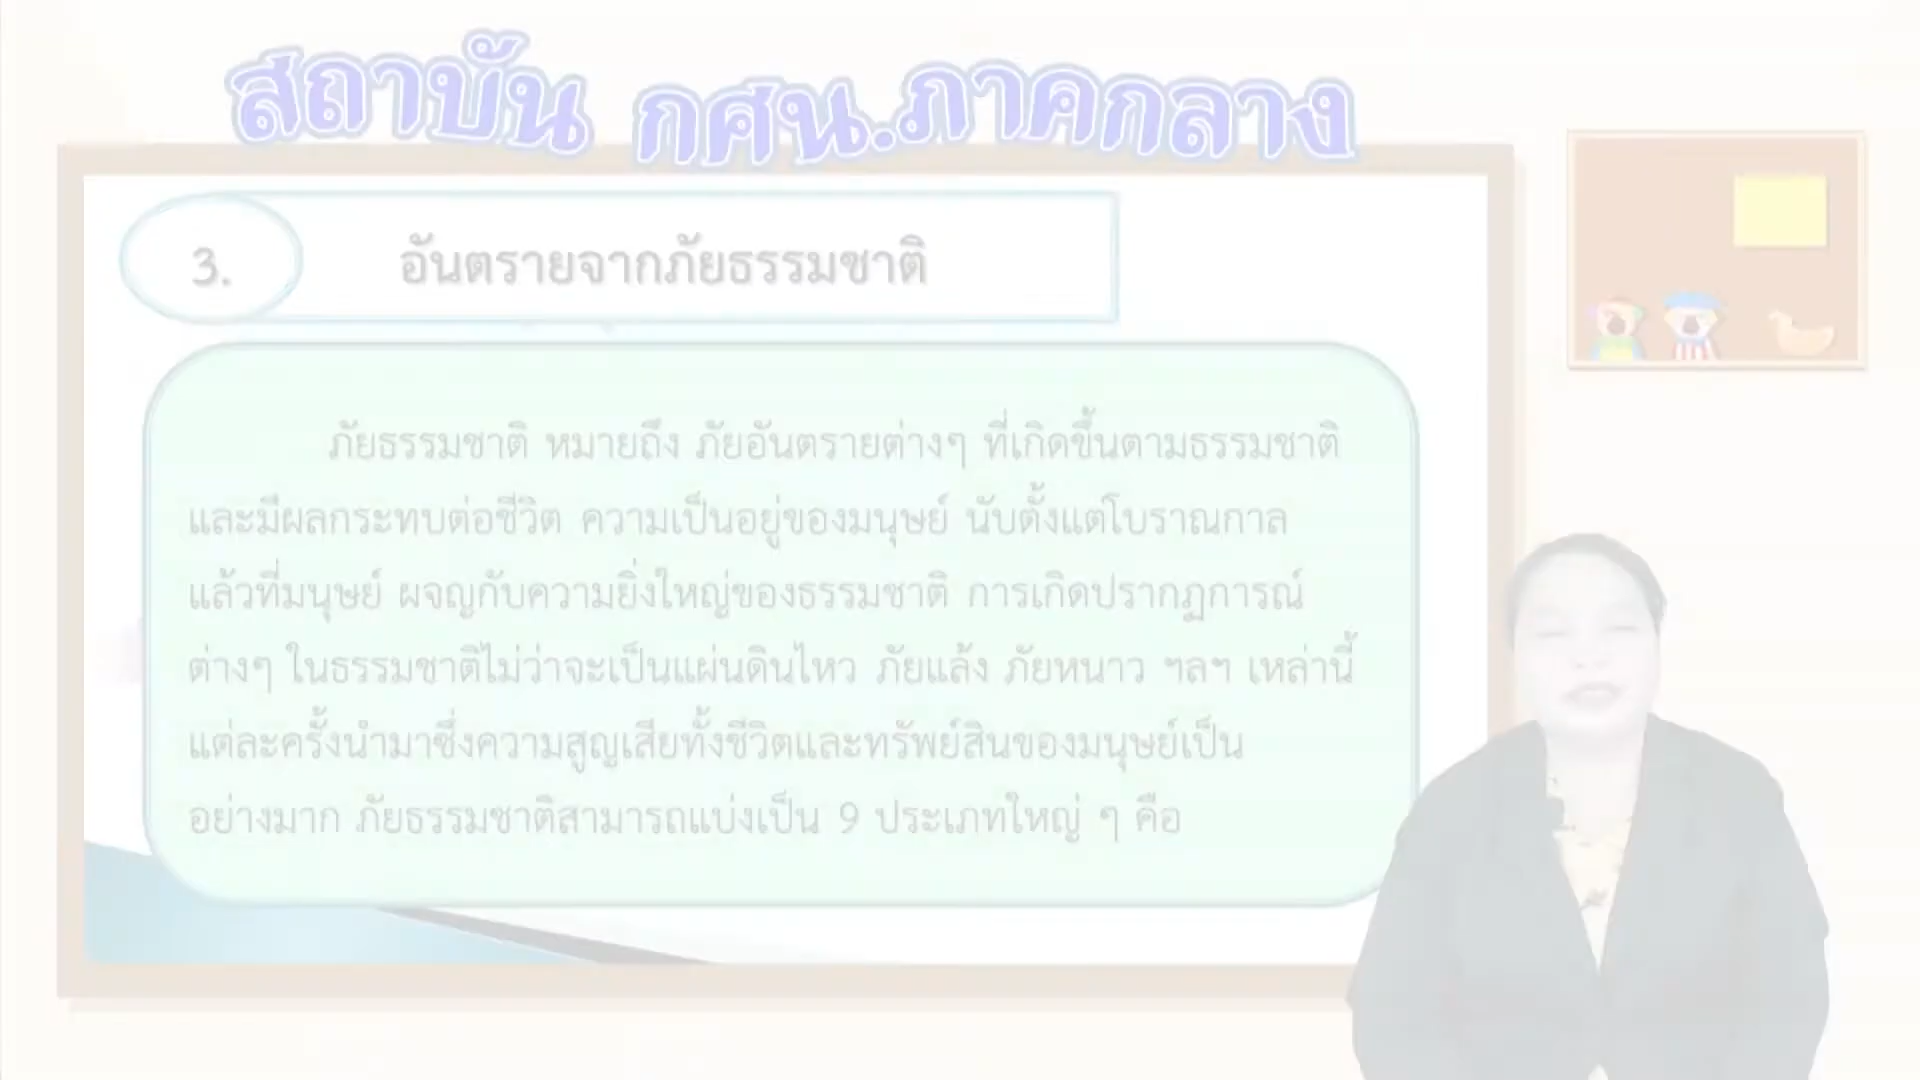 สถาบัน กศน.ภาคกลาง
3. อันตรายจากภัยธรรมชาติ
ภัยธรรมชาติ หมายถึง ภัยอันตรายต่างๆ ที่เกิดขึ้นตามธรรมชาติ
และมีผลกระทบต่อชีวิต ความเป็นอยู่ของมนุษย์ นับตั้งแต่โบราณกาล
แล้วที่มนุษย์ ผจญกับความยิ่งใหญ่ของธรรมชาติ การเกิดปรากฏการณ์
ต่างๆ ในธรรมชาติไม่ว่าจะเป็นแผ่นดินไหว ภัยแล้ง ภัยหนาว ฯลฯ เหล่านี้
แต่ละครั้งนำมาซึ่งความสูญเสียทั้งชีวิตและทรัพย์สินของมนุษย์เป็น
อย่างมาก ภัยธรรมชาติสามารถแบ่งเป็น 9 ประเภทใหญ่ ๆ คือ